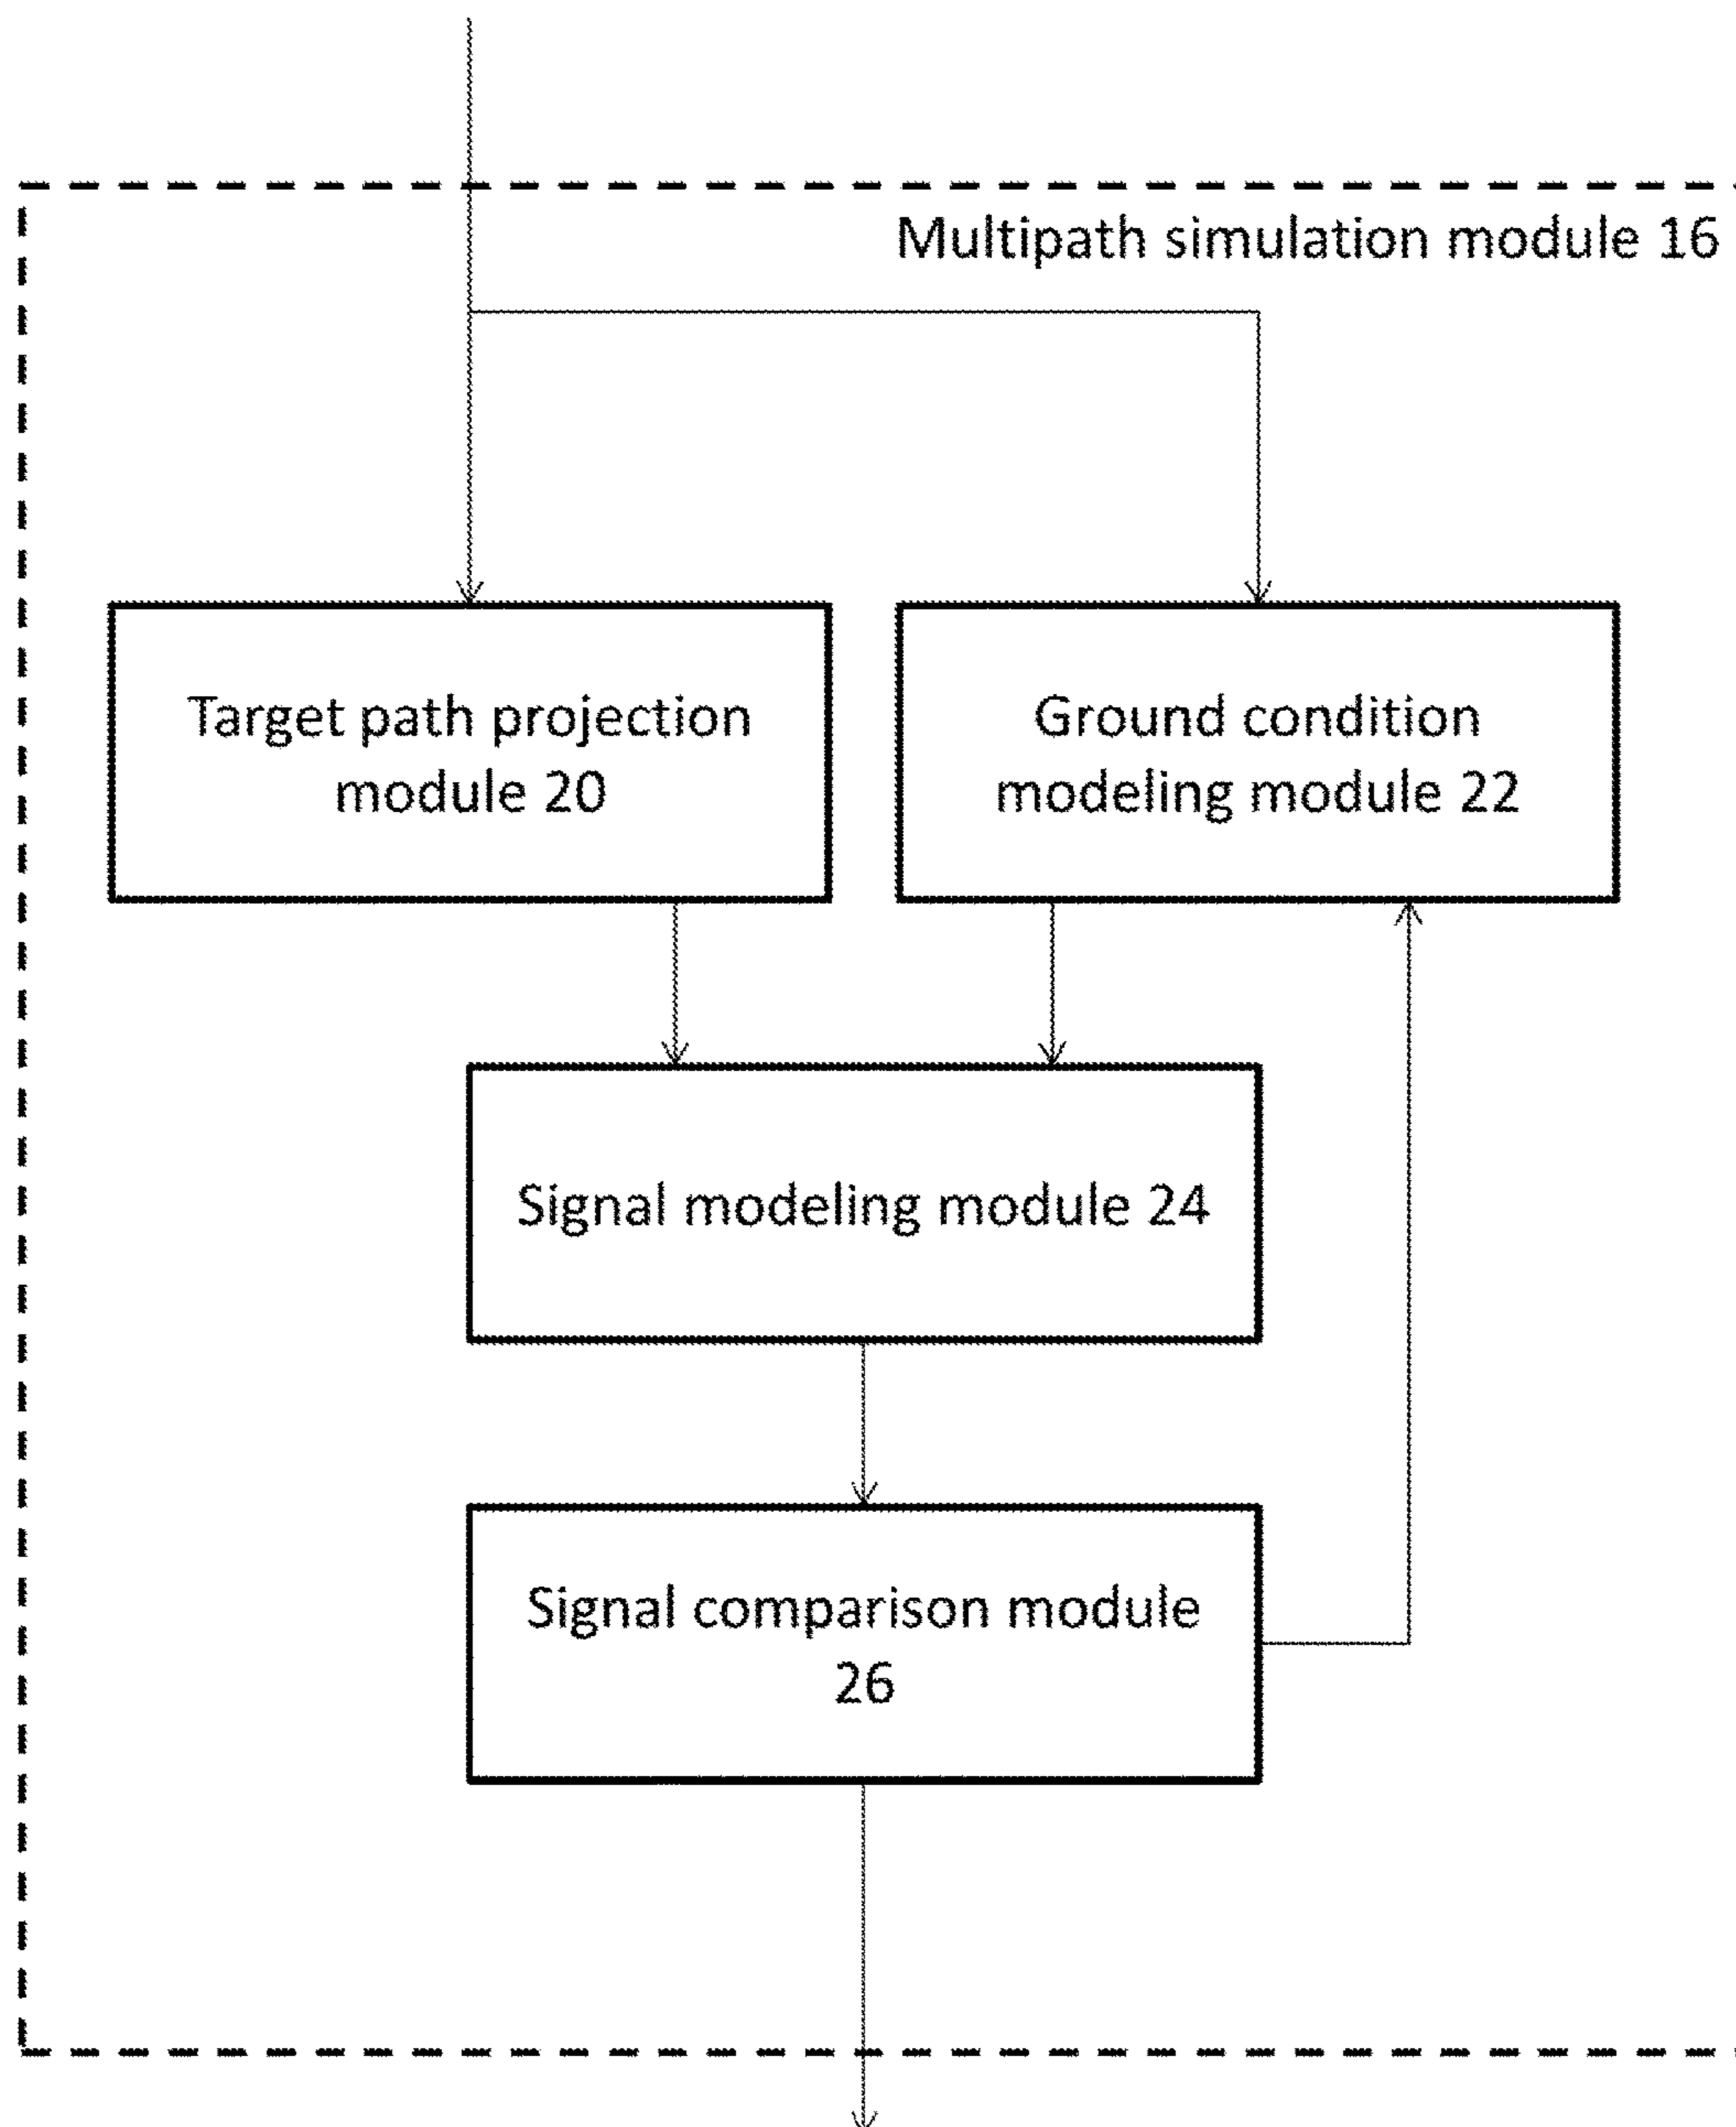 Multipath simulation module 16
Target path projection
module 20
Ground condition
modeling module 22
Signal modeling module 24
Signal comparison module
26